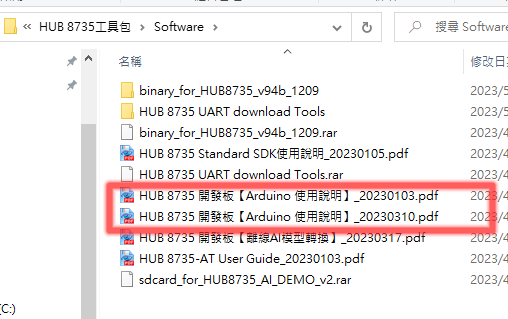 « HUB 8735工具包 › Software ›
搜尋 Software
名稱
修改日
binary_for_HUB8735_v94b_1209
2023/5
HUB 8735 UART download Tools
2023/5
binary_for_HUB8735_v94b_1209.rar
2023/4
HUB 8735 Standard SDK使用說明_20230105.pdf
2023/4
HUB 8735 UART download Tools.rar
2023/4
HUB 8735 開發板【Arduino 使用說明】_20230103.pdf
2023/4
HUB 8735 開發板【Arduino 使用說明】_20230310.pdf
2023/4
HUB 8735 開發板【離線AI模型轉換】_20230317.pdf
2023/4
HUB 8735-AT User Guide_20230103.pdf
2023/4
sdcard_for_HUB8735_AI_DEMO_v2.rar
2023/4
(C:)